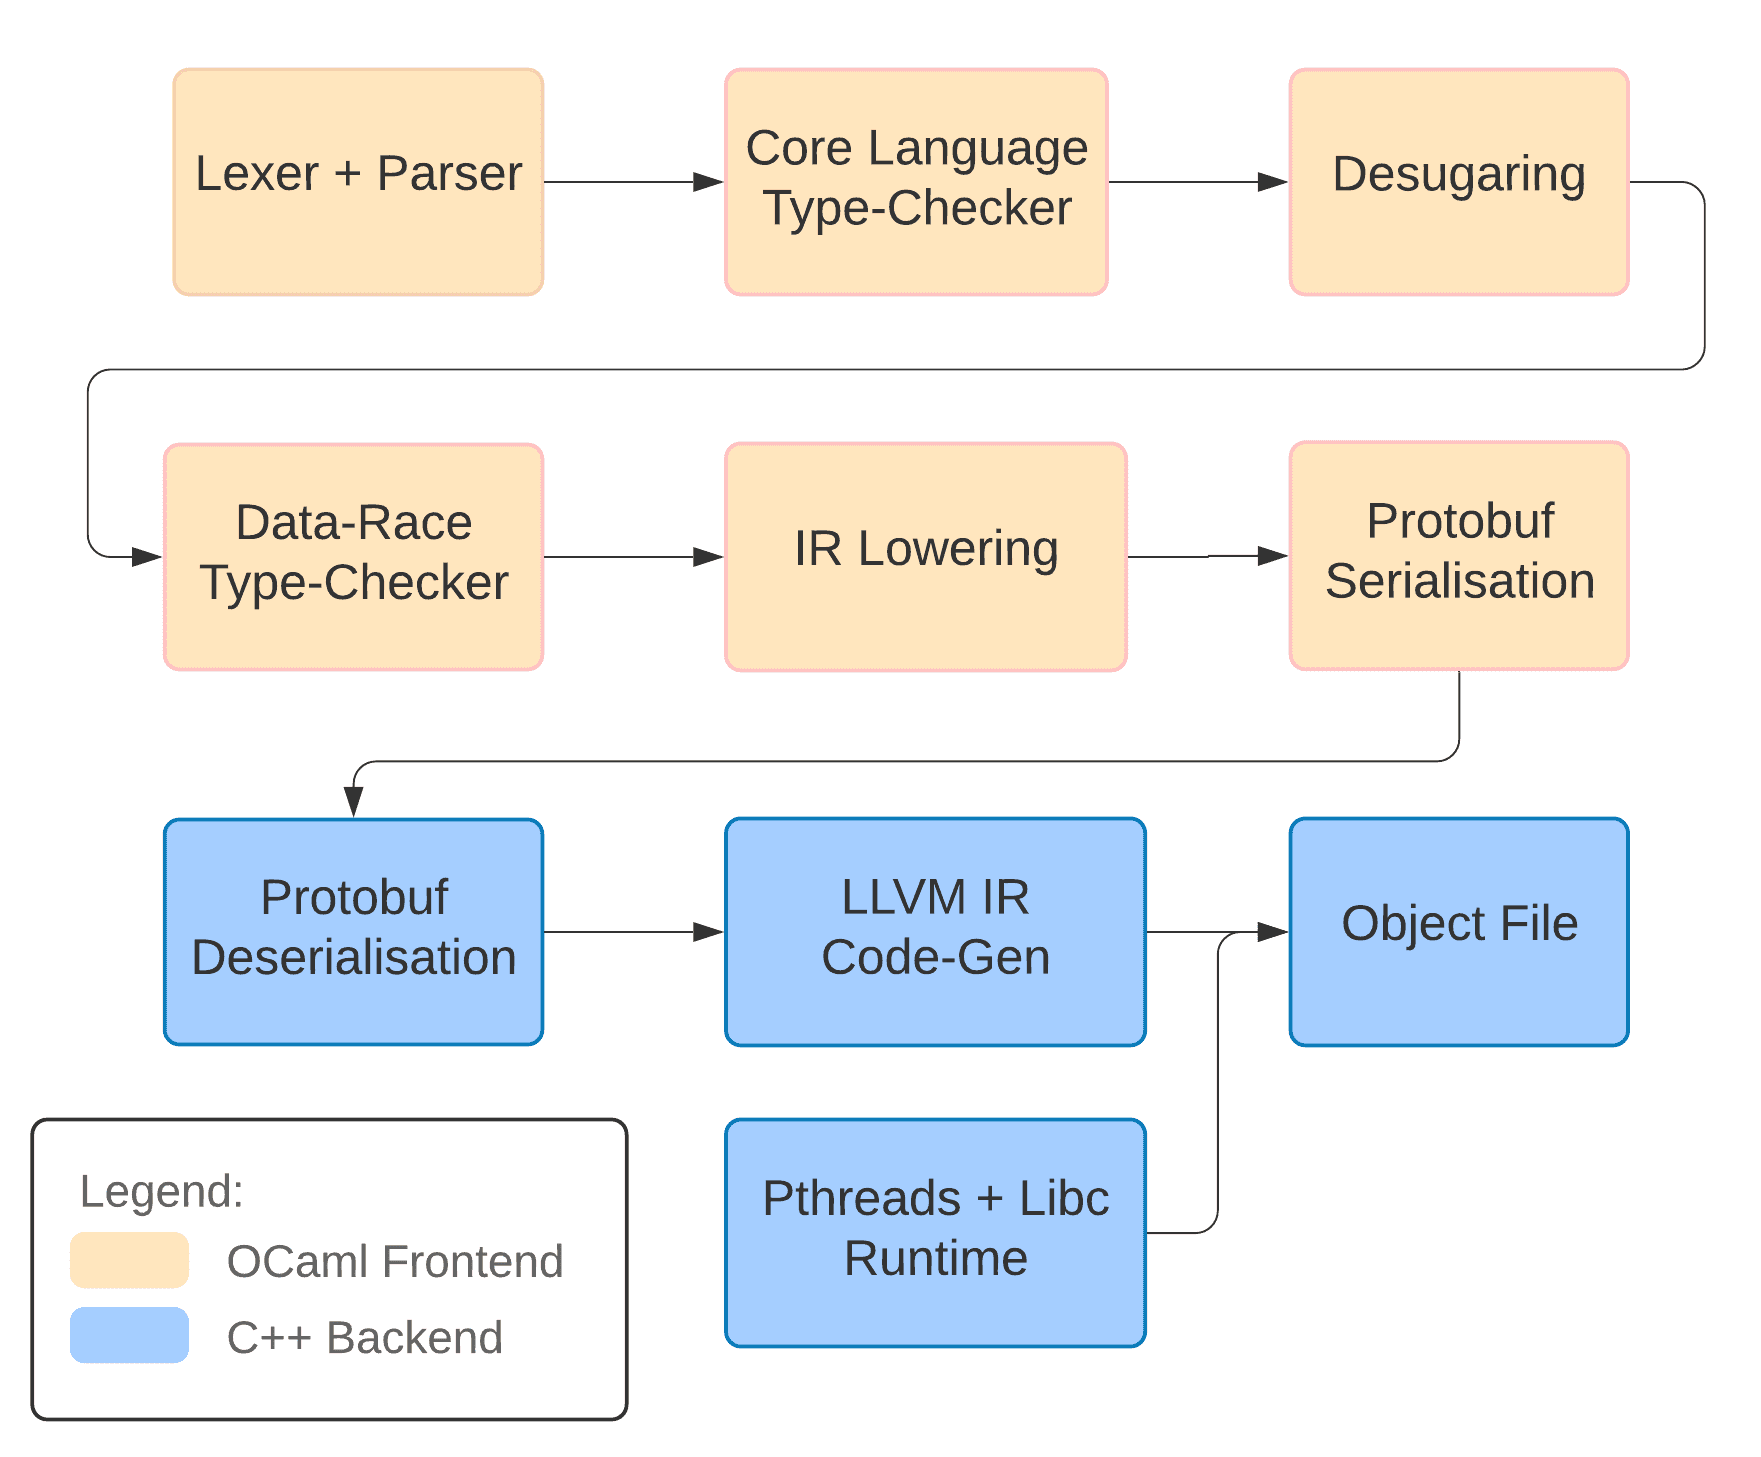 Lexer + Parser
Core Language
Type-Checker
Desugaring
Data-Race
Type-Checker
IR Lowering
Protobuf
Serialisation
Protobuf
Deserialisation
LLVM IR
Code-Gen
Object File
Pthreads + Libc
Runtime
Legend:
OCaml Frontend
C++ Backend